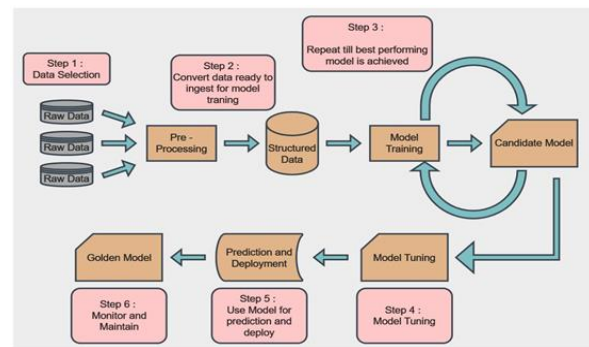 Step 1 :
Data Selection
Step 2 :
Convert data ready to
ingest for model
traning
Step 3 :
Repeat till best performing
model is achieved
Raw Data
Raw Data
Raw Data
Pre -
Processing
Structured
Data
Model
Training
Candidate Model
Golden Model
Prediction and
Deployment
Model Tuning
Step 6 :
Monitor and
Maintain
Step 5 :
Use Model for
prediction and
deploy
Step 4 :
Model Tuning